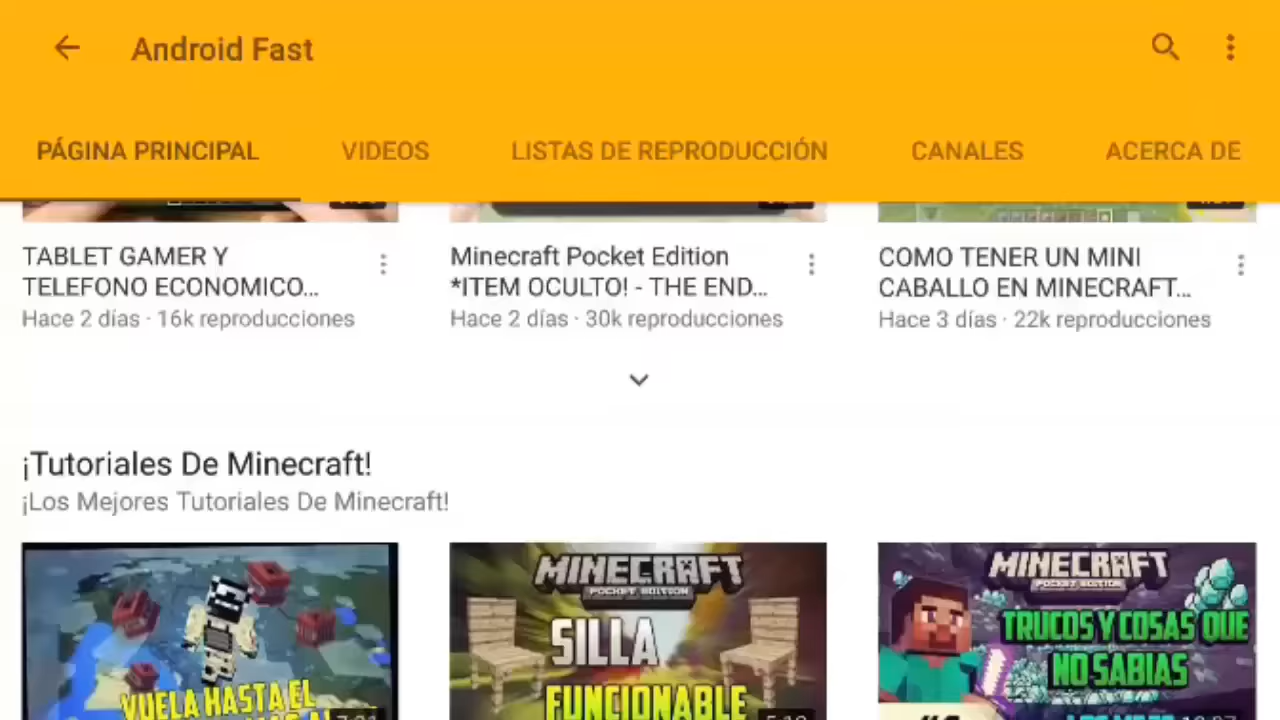 Android Fast
PÁGINA PRINCIPAL
VIDEOS
LISTAS DE REPRODUCCIÓN
CANALES
ACERCA DE
TABLET GAMER Y
TELEFONO ECONOMICO...
Hace 2 días · 16k reproducciones
Minecraft Pocket Edition
*ITEM OCULTO! - THE END...
Hace 2 días · 30k reproducciones
COMO TENER UN MINI
CABALLO EN MINECRAFT...
Hace 3 días · 22k reproducciones
¡Tutoriales De Minecraft!
¡Los Mejores Tutoriales De Minecraft!
VUELA HASTA EL
MINECRAFT
POCKET EDITION
SILLA
FUNCIONABLE
MINECRAFT
POCKET EDITION
TRUCOS Y COSAS QUE
NO SABIAS